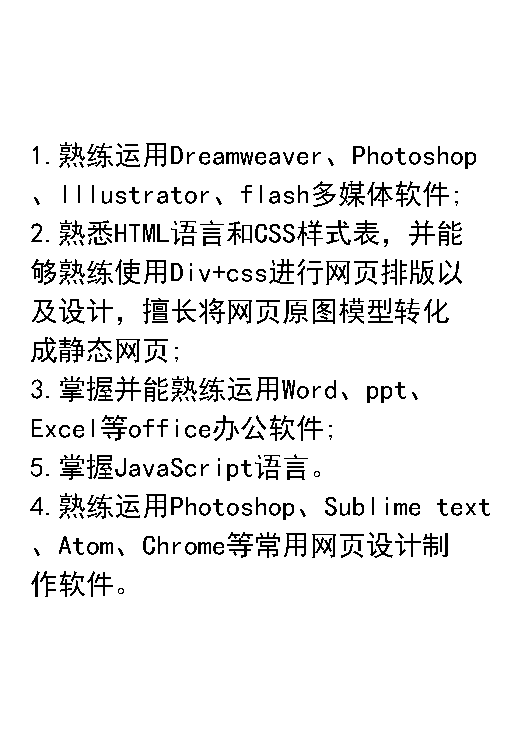 1.熟练运用Dreamweaver、Photoshop
、lllustrator、flash多媒体软件;
2.熟悉HTML语言和CSS样式表，并能
够熟练使用Div+css进行网页排版以
及设计，擅长将网页原图模型转化
成静态网页;
3.掌握并能熟练运用Word、ppt、
Excel等office办公软件;
5.掌握JavaScript语言。
4.熟练运用Photoshop、Sublime text
、Atom、Chrome等常用网页设计制
作软件。